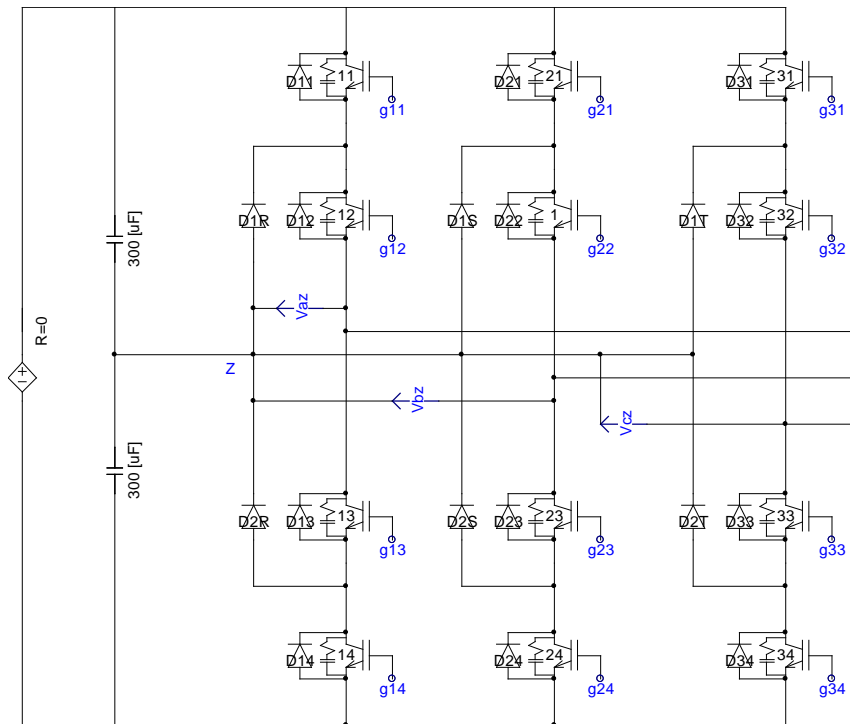 D11
11
g11
D21
21
g21
D31
31
g31
D1R
D12
12
g12
D1S
D22
1
g22
D1T
D32
32
g32
300 [uF]
Vaz
R=0
Z
Vbz
Vcz
300 [uF]
D2R
D13
13
g13
D2S
D23
23
g23
D2T
D33
33
g33
D14
14
g14
D24
24
g24
D34
34
g34